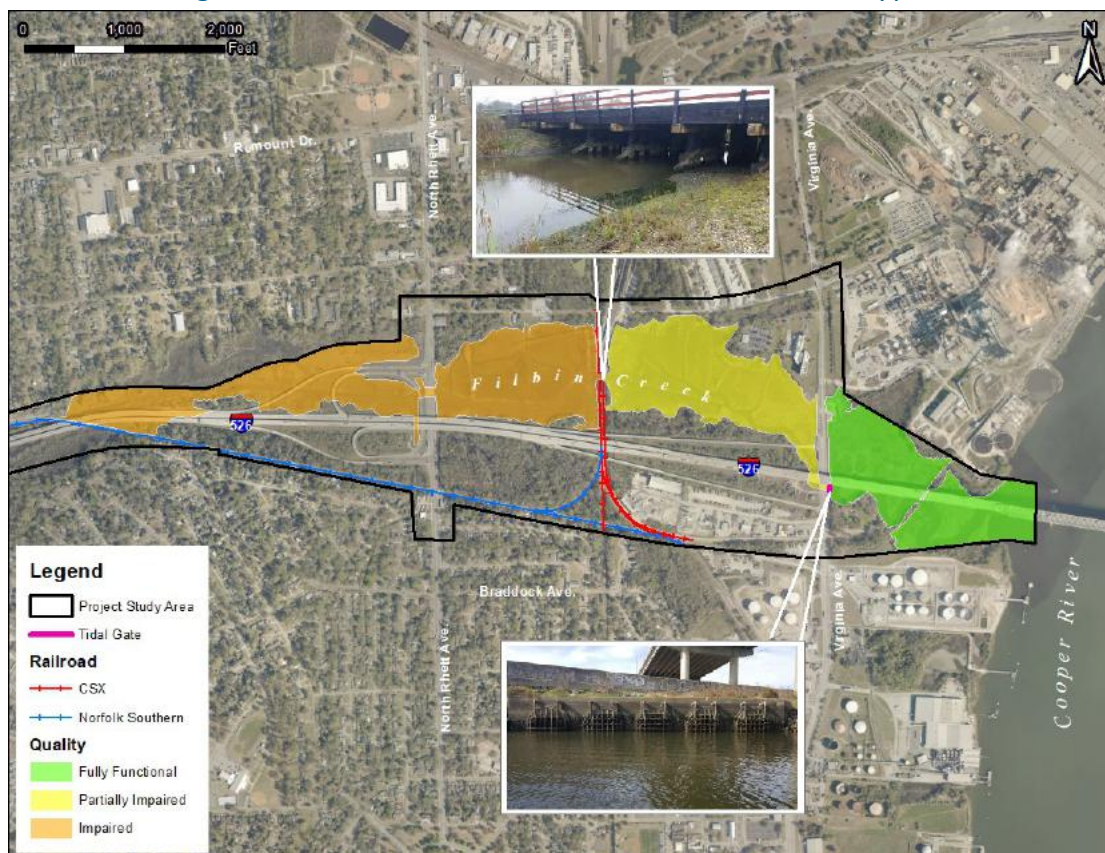 0 1,000 2,000
Feet
N
Remount Dr.
North Rhett Ave.
Virginia Ave.
Filbin Creek
526
526
Braddock Ave.
North Rhett Ave.
Virginia Ave.
Cooper River
Legend
Project Study Area
Tidal Gate
Railroad
CSX
Norfolk Southern
Quality
Fully Functional
Partially Impaired
Impaired